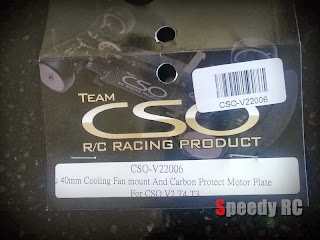 TEAM
CSO
R/C RACING PRODUCT
CSO-V22006
CSO-V22006
40mm Cooling Fan mount And Carbon Protect Motor Plate
For CSO V2 T4 T3
Speedy RC